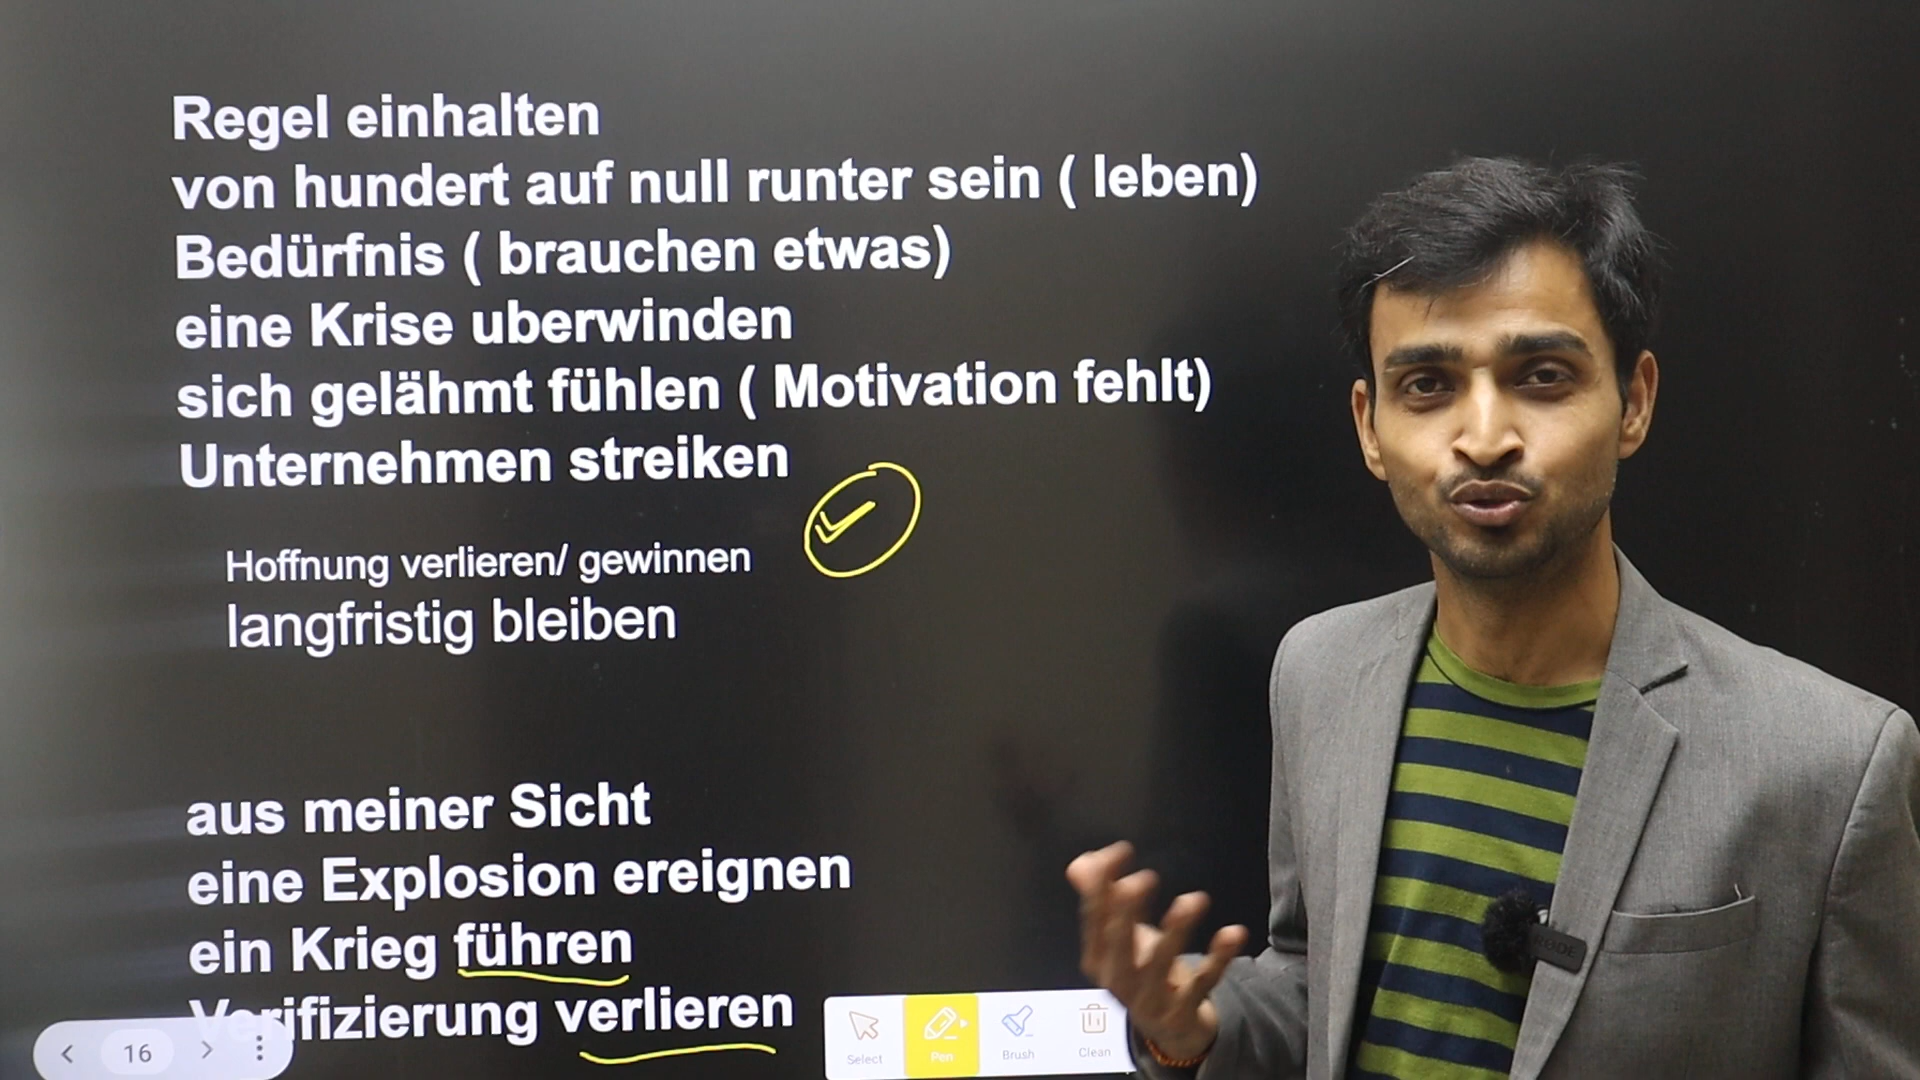 Regel einhalten
von hundert auf null runter sein ( leben)
Bedürfnis ( brauchen etwas)
eine Krise uberwinden
sich gelähmt fühlen ( Motivation fehlt)
Unternehmen streiken
Hoffnung verlieren/ gewinnen
langfristig bleiben
aus meiner Sicht
eine Explosion ereignen
ein Krieg führen
Verifizierung verlieren
16
Select Pen Brush Clean
RØDE